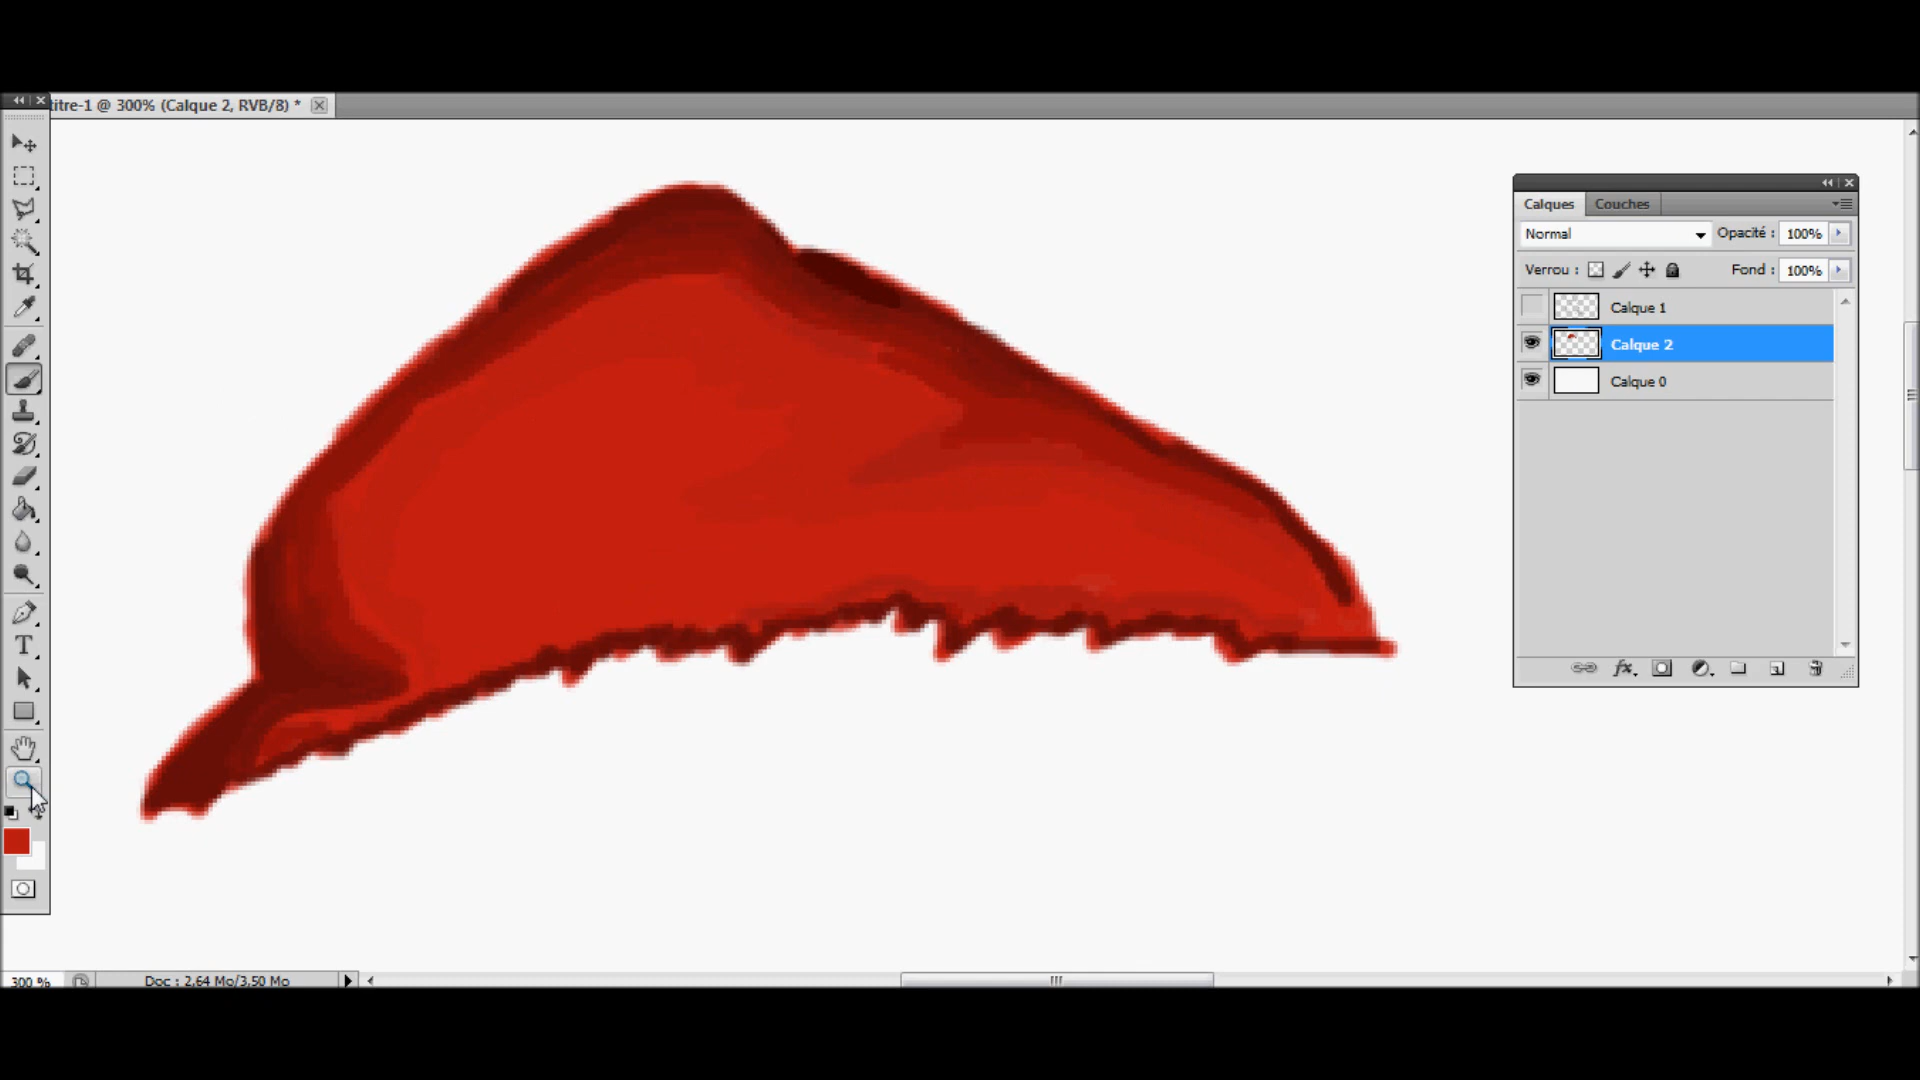 titre-1 @ 300% (Calque 2, RVB/8) *
Calques Couches
Normal Opacité : 100%
Verrou : Fond : 100%
Calque 1
Calque 2
Calque 0
300 % Doc : 2,64 Mo/3,50 Mo